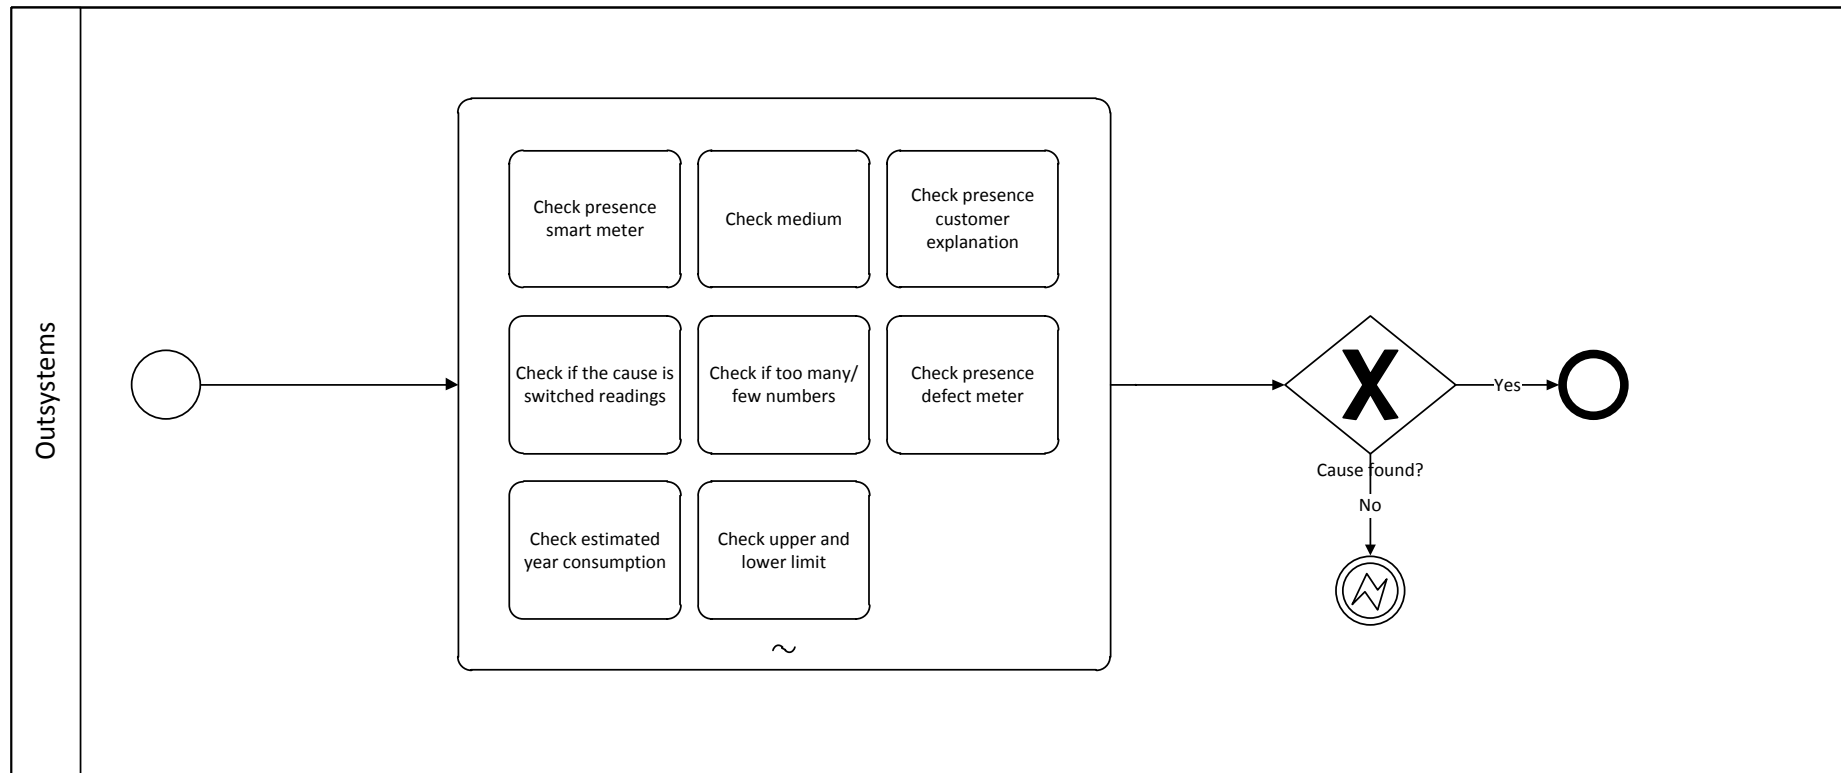 Outsystems
Check presence
smart meter
Check medium
Check presence
customer
explanation
Check if the cause is
switched readings
Check if too many/
few numbers
Check presence
defect meter
Check estimated
year consumption
Check upper and
lower limit
Yes
Cause found?
No